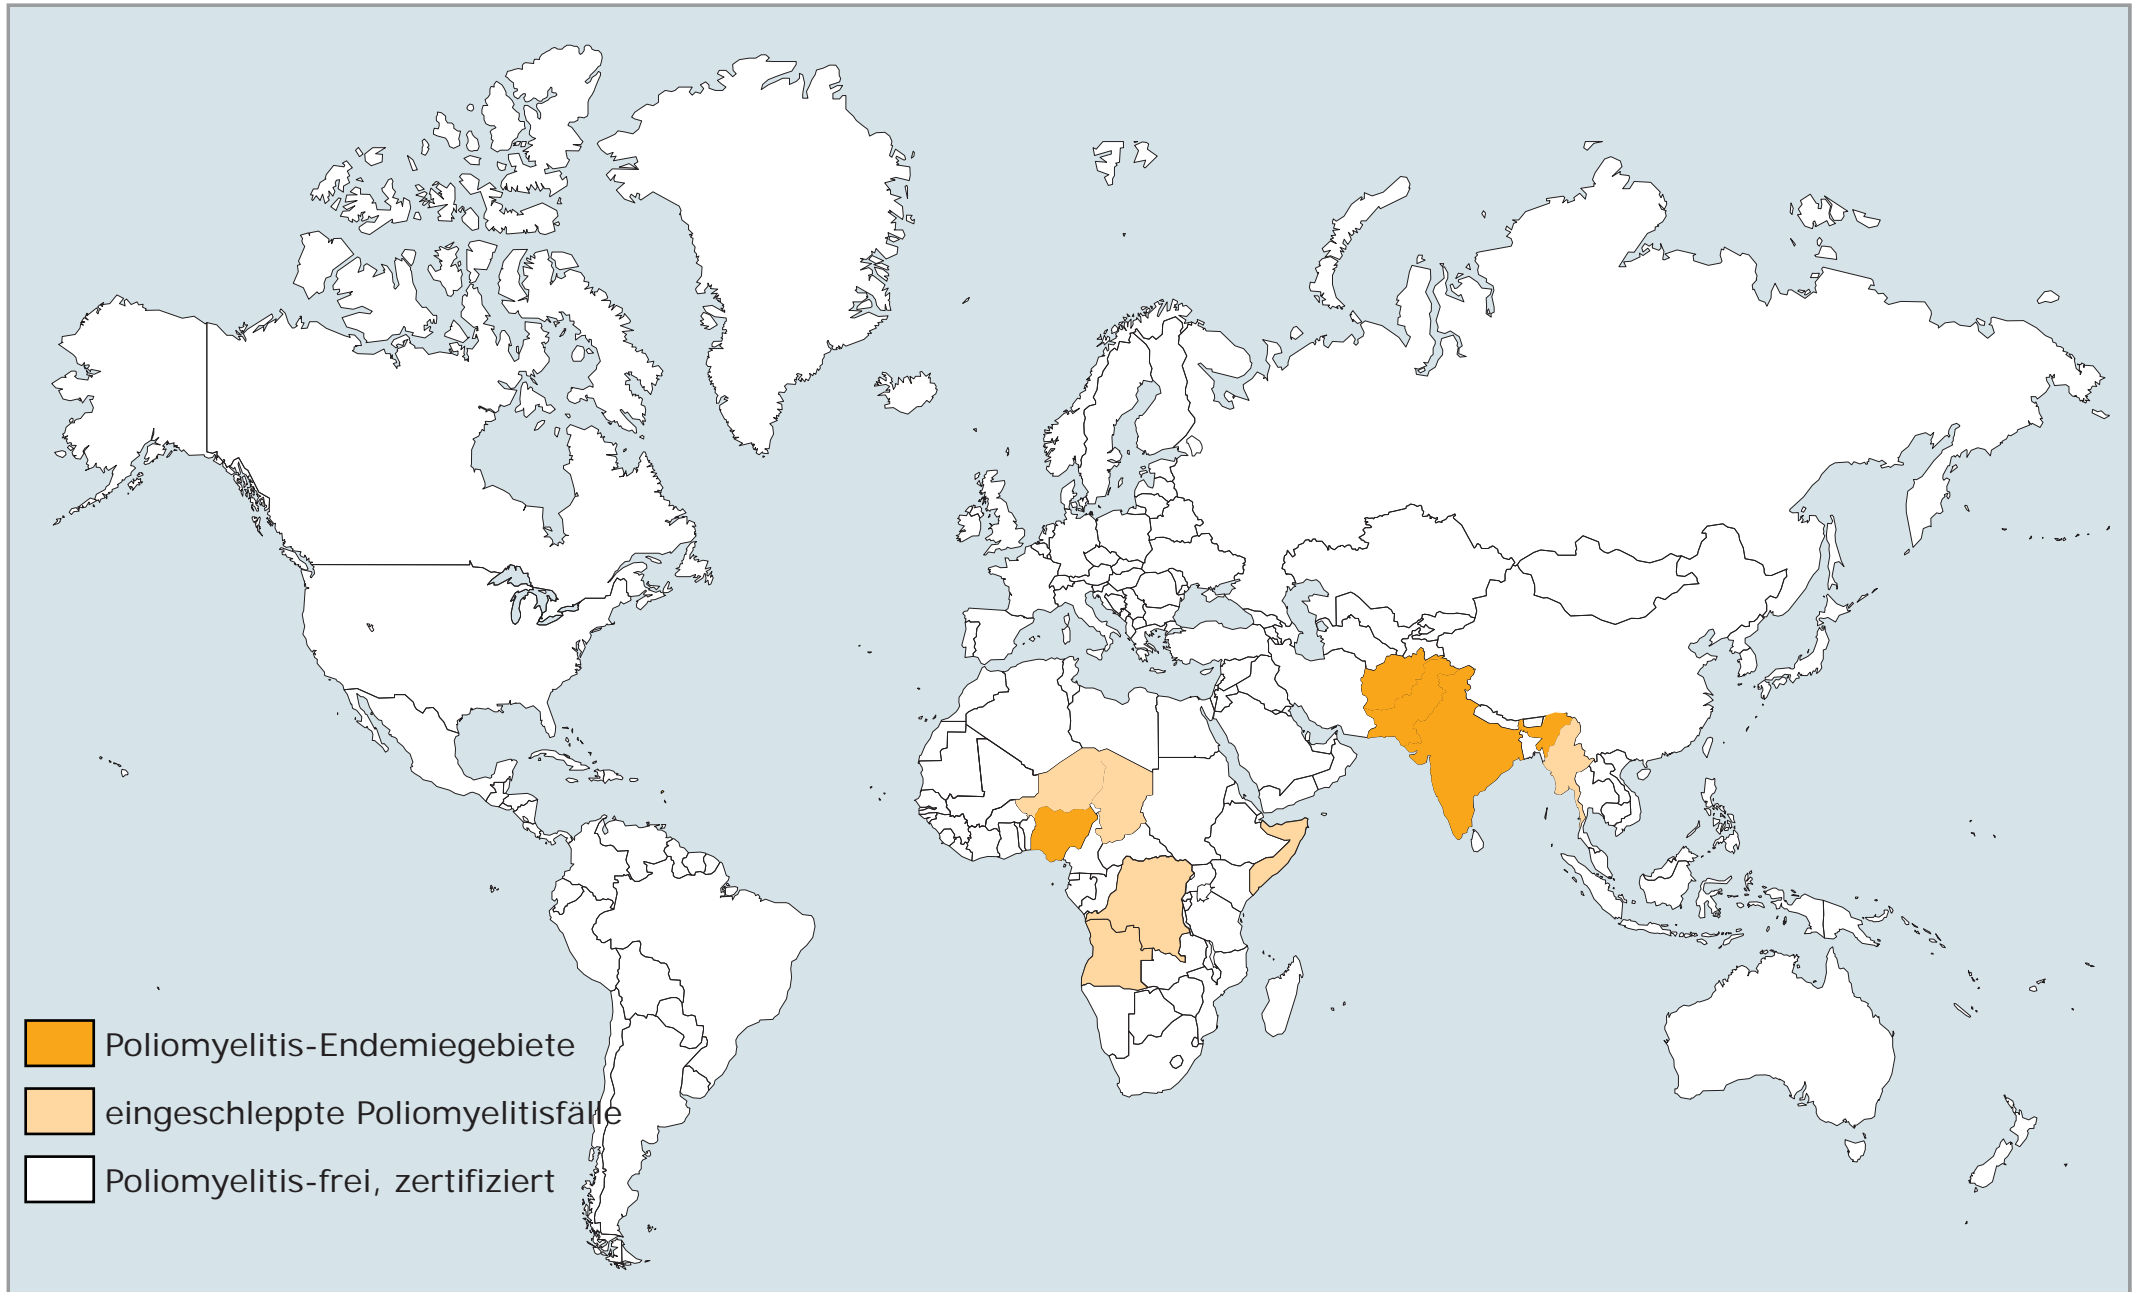 Poliomyelitis-Endemiegebiete
eingeschleppte Poliomyelitisfälle
Poliomyelitis-frei, zertifiziert